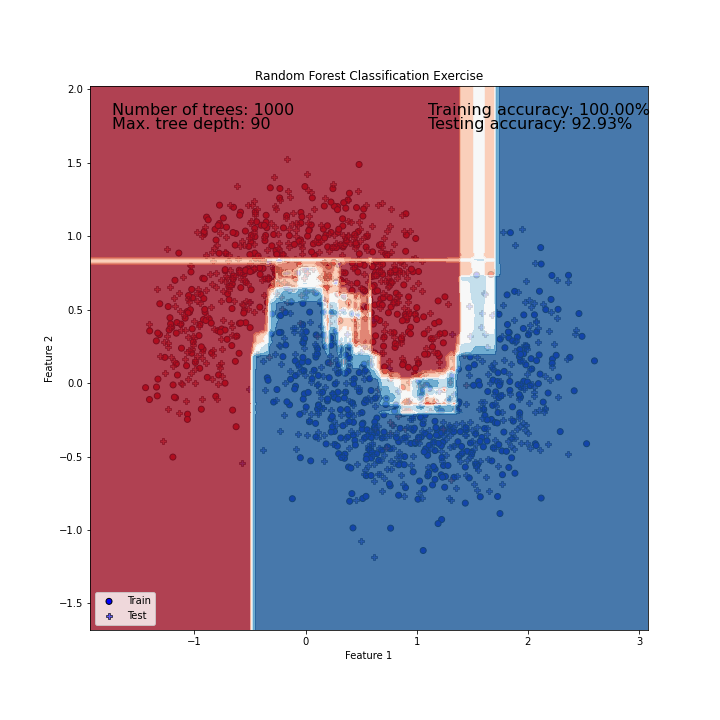 Random Forest Classification Exercise
Number of trees: 1000
Max. tree depth: 90
Training accuracy: 100.00%
Testing accuracy: 92.93%
2.0
1.5
1.0
0.5
0.0
−0.5
−1.0
−1.5
Feature 2
Train
Test
−1
0
1
2
3
Feature 1